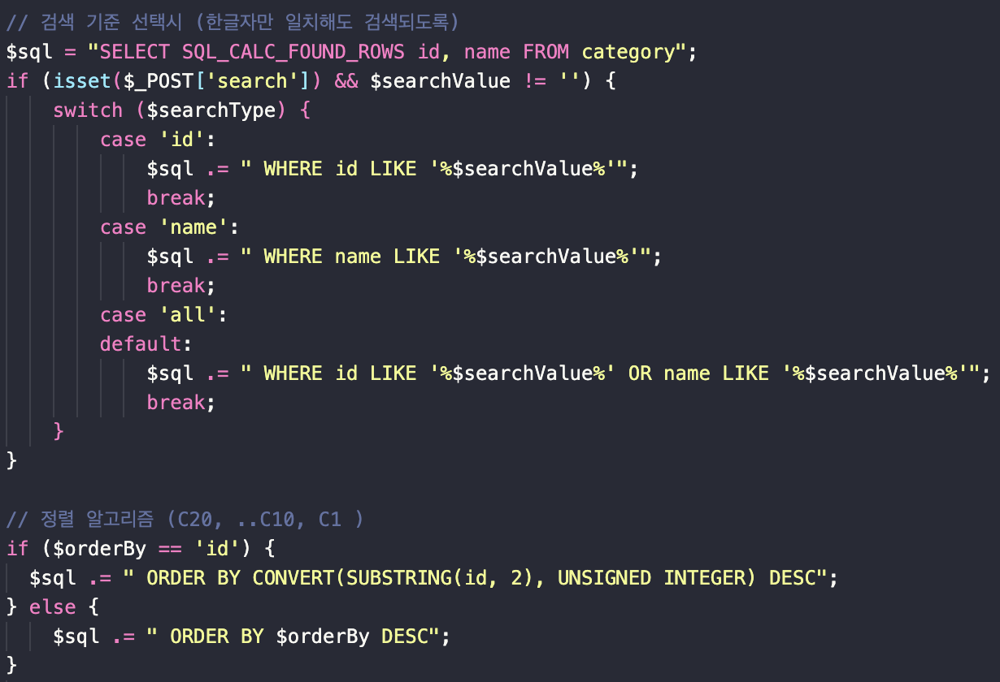 // 검색 기준 선택시 (한글자만 일치해도 검색되도록)
$sql = "SELECT SQL_CALC_FOUND_ROWS id, name FROM category";
if (isset($_POST['search']) && $searchValue != '') {
switch ($searchType) {
case 'id':
$sql .= " WHERE id LIKE '%$searchValue%'";
break;
case 'name':
$sql .= " WHERE name LIKE '%$searchValue%'";
break;
case 'all':
default:
$sql .= " WHERE id LIKE '%$searchValue%' OR name LIKE '%$searchValue%'";
break;
}
}
// 정렬 알고리즘 (C20, ..C10, C1 )
if ($orderBy == 'id') {
$sql .= " ORDER BY CONVERT(SUBSTRING(id, 2), UNSIGNED INTEGER) DESC";
} else {
$sql .= " ORDER BY $orderBy DESC";
}